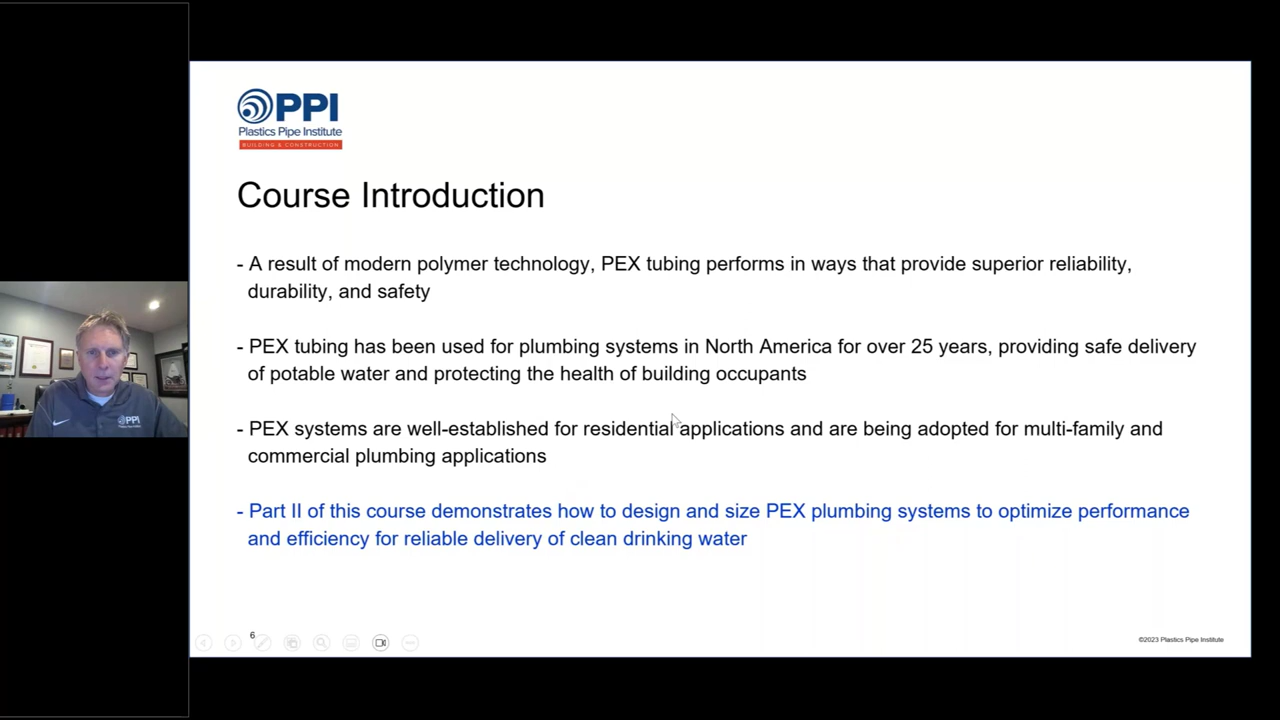 PPI
Plastics Pipe Institute
BUILDING & CONSTRUCTION
Course Introduction
- A result of modern polymer technology, PEX tubing performs in ways that provide superior reliability,
durability, and safety
- PEX tubing has been used for plumbing systems in North America for over 25 years, providing safe delivery
of potable water and protecting the health of building occupants
- PEX systems are well-established for residential applications and are being adopted for multi-family and
commercial plumbing applications
- Part II of this course demonstrates how to design and size PEX plumbing systems to optimize performance
and efficiency for reliable delivery of clean drinking water
PPI
6
©2023 Plastics Pipe Institute